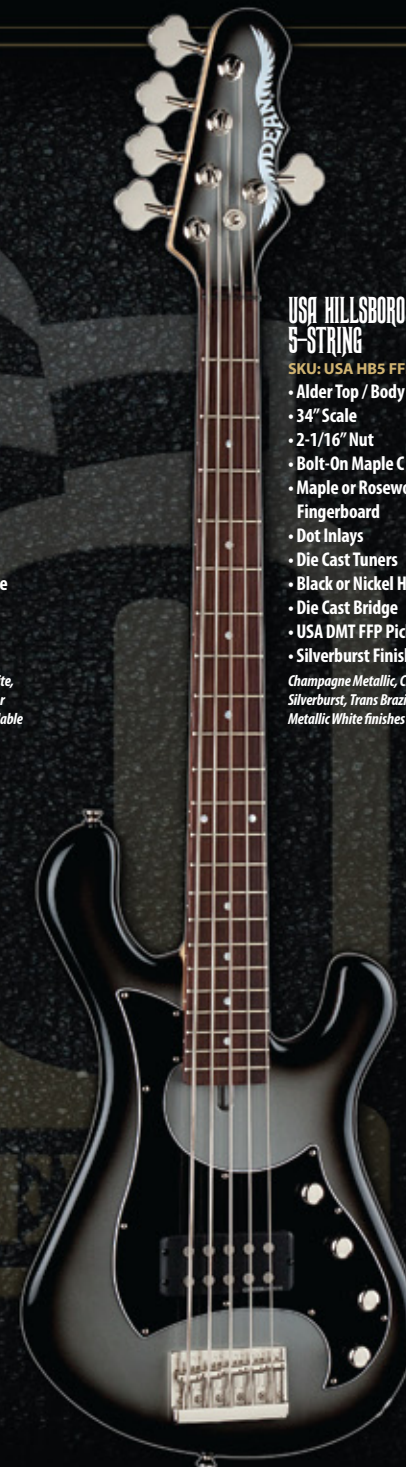 DEAN
USA HILLSBORO
5-STRING
SKU: USA HB5 FF
• Alder Top / Body
• 34” Scale
• 2-1/16” Nut
• Bolt-On Maple C
• Maple or Rosew
Fingerboard
• Dot Inlays
• Die Cast Tuners
• Black or Nickel H
• Die Cast Bridge
• USA DMT FFP Pic
• Silverburst Finish
Champagne Metallic, C
Silverburst, Trans Brazi
Metallic White finishes